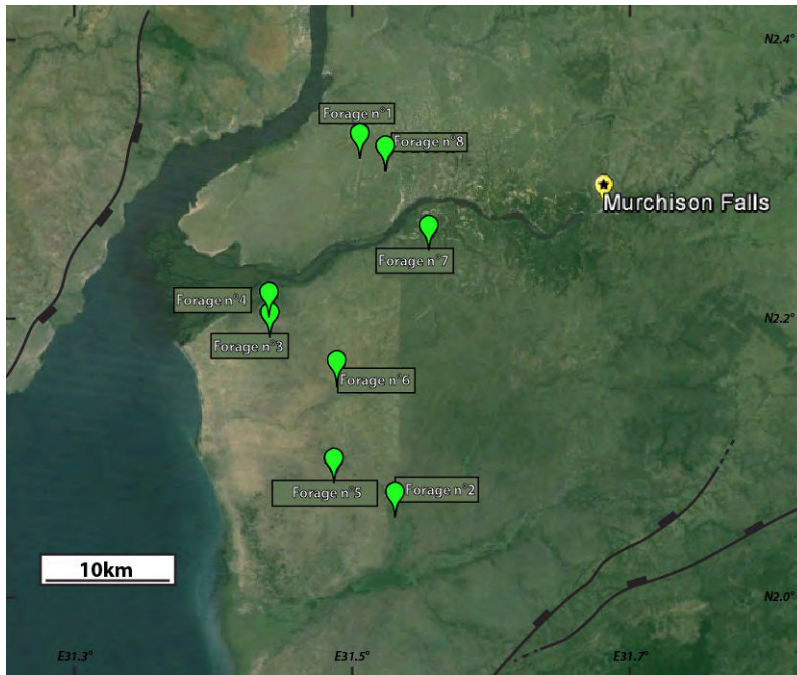 N2.4°
Forage n°1
Forage n°8
Murchison Falls
Forage n°7
Forage n°4
N2.2°
Forage n°3
Forage n°6
Forage n°5
Forage n°2
10km
N2.0°
E31.3°
E31.5°
E31.7°